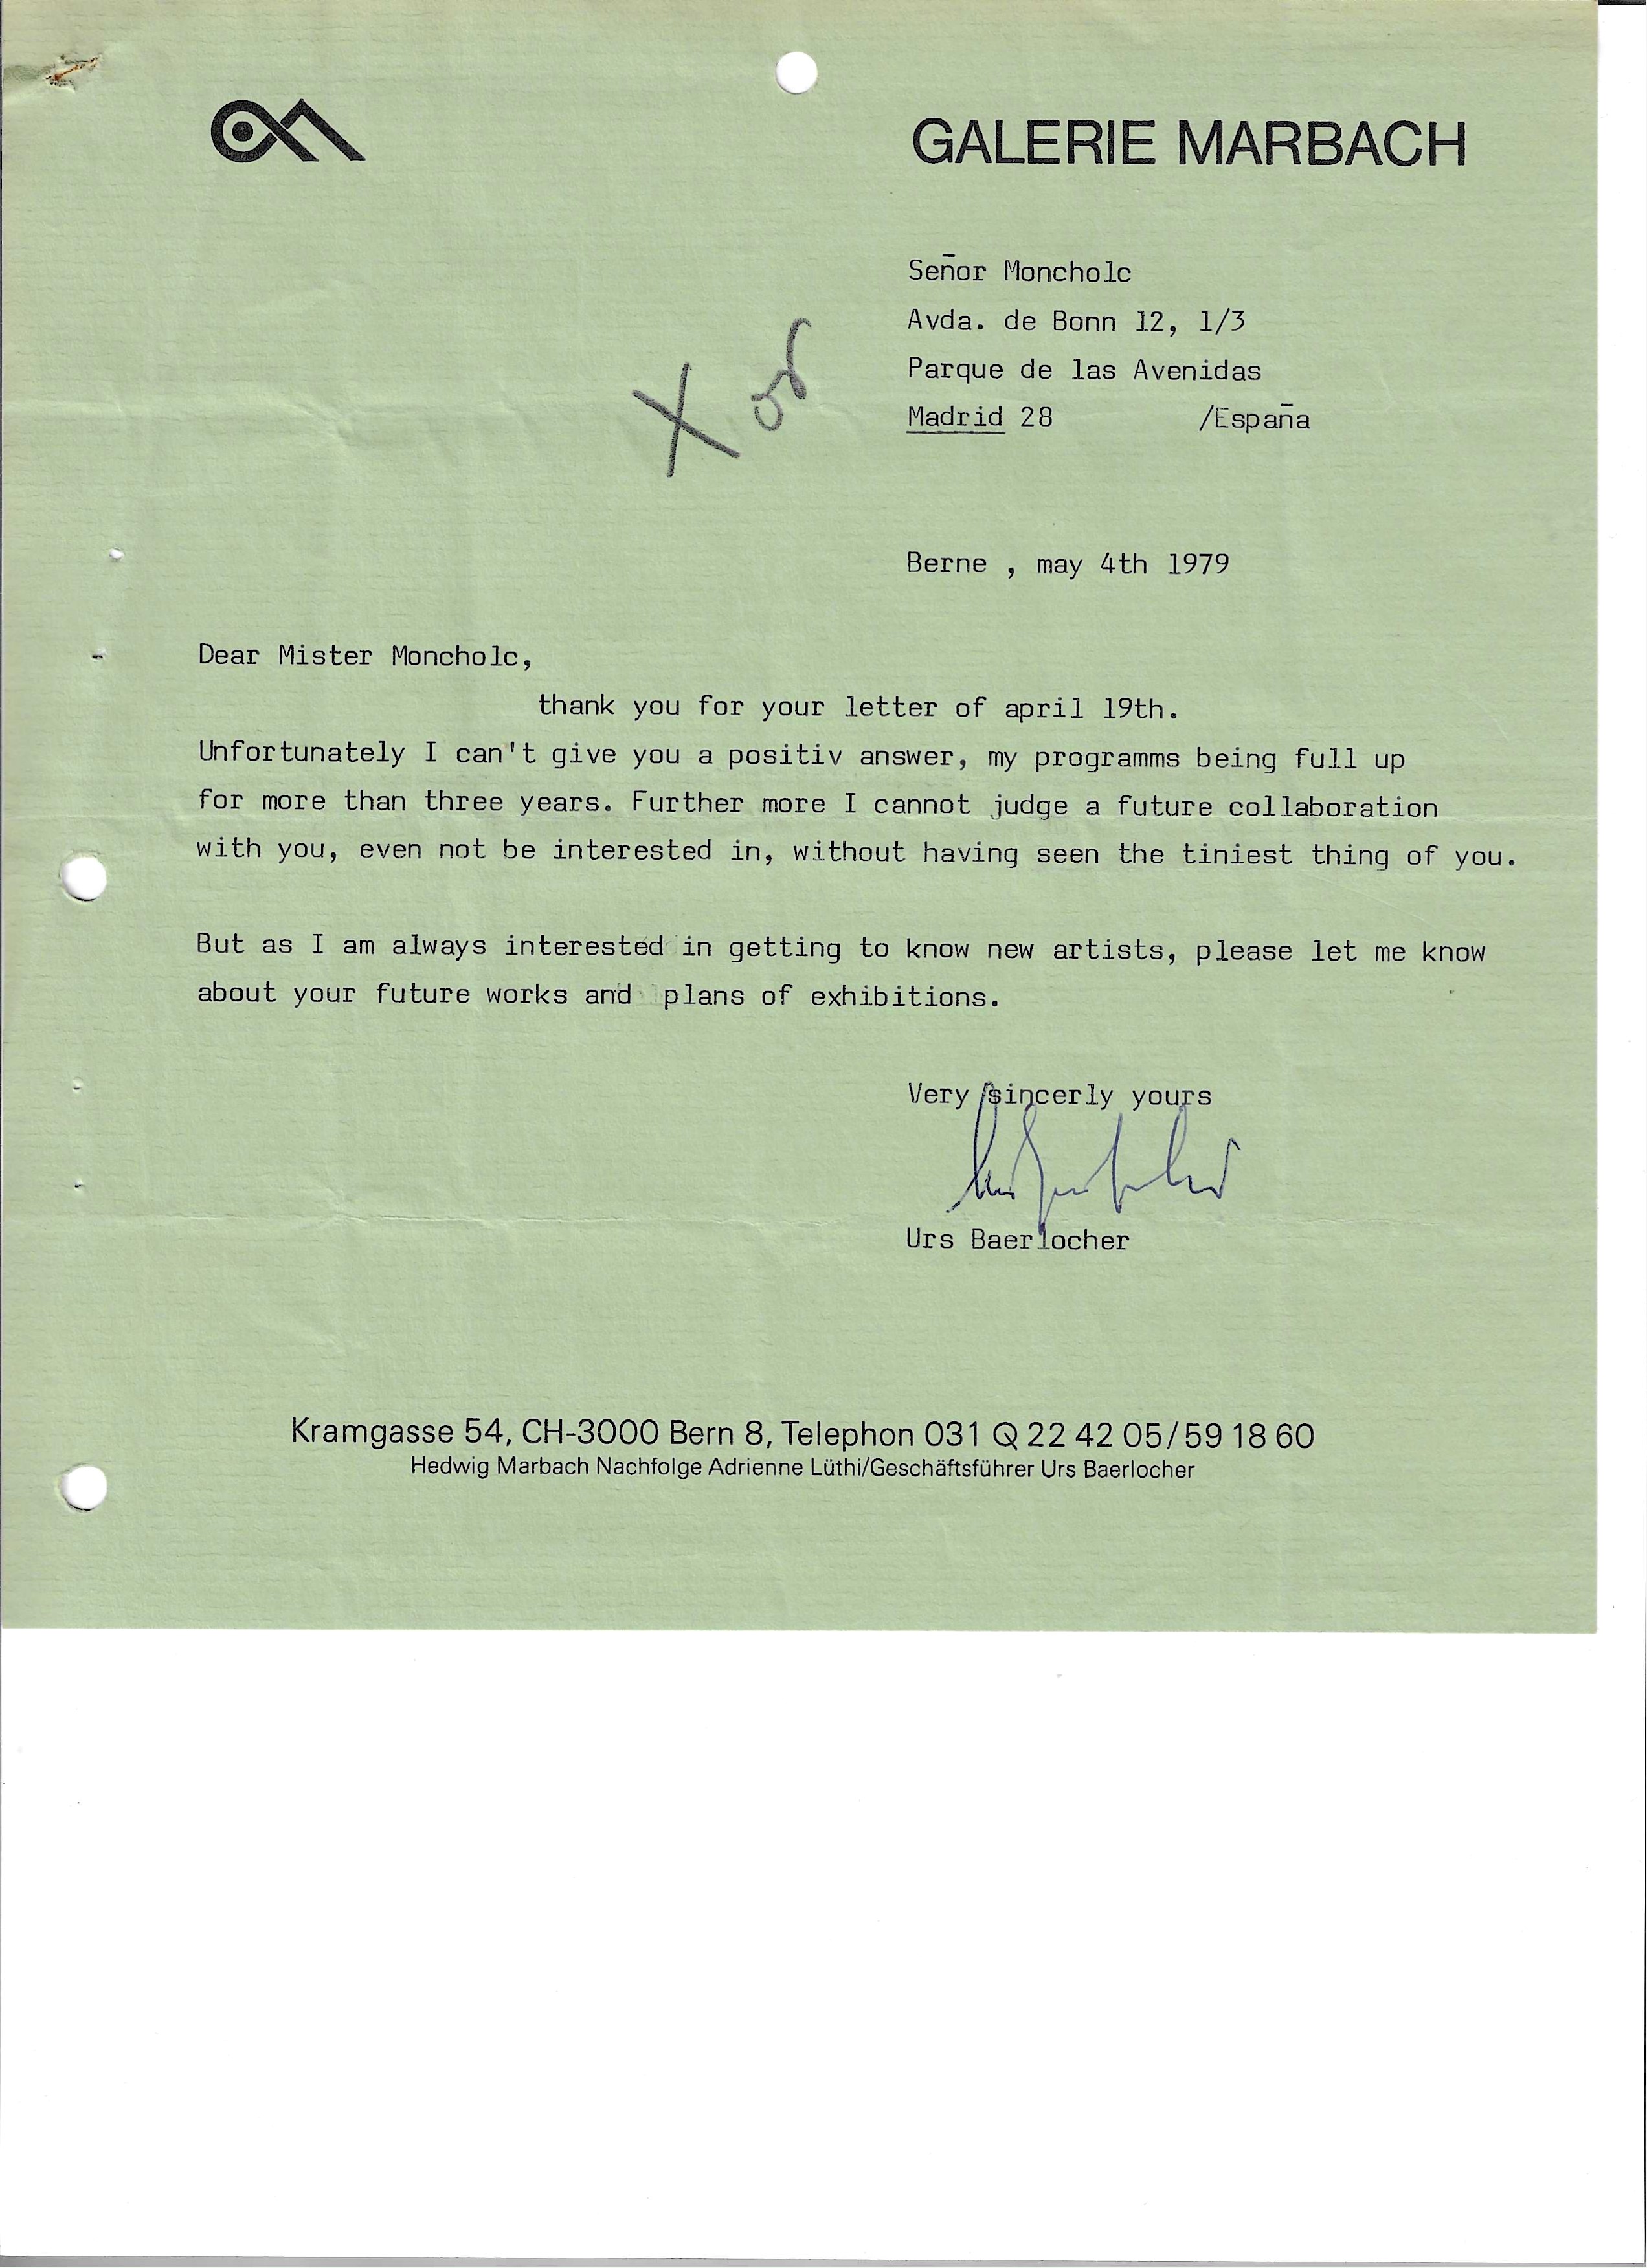 GALERIE MARBACH
Señor Moncholc
Avda. de Bonn 12, 1/3
Parque de las Avenidas
Madrid 28 /España
X or
Berne , may 4th 1979
Dear Mister Moncholc,
thank you for your letter of april 19th.
Unfortunately I can't give you a positiv answer, my programms being full up
for more than three years. Further more I cannot judge a future collaboration
with you, even not be interested in, without having seen the tiniest thing of you.
But as I am always interested in getting to know new artists, please let me know
about your future works and plans of exhibitions.
Very sincerly yours
Urs Baerlocher
Kramgasse 54, CH-3000 Bern 8, Telephon 031 Q 22 42 05/59 18 60
Hedwig Marbach Nachfolge Adrienne Lüthi/Geschäftsführer Urs Baerlocher